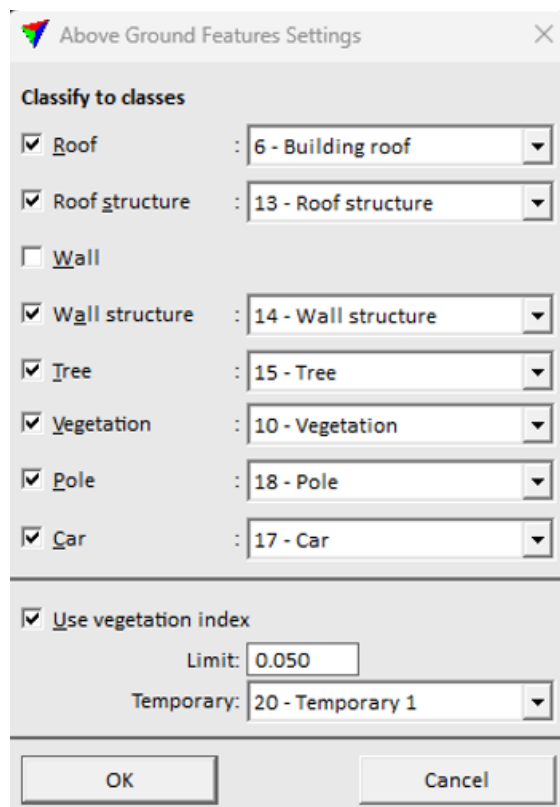 Above Ground Features Settings
Classify to classes
Roof : 6 - Building roof
Roof structure : 13 - Roof structure
Wall
Wall structure : 14 - Wall structure
Tree : 15 - Tree
Vegetation : 10 - Vegetation
Pole : 18 - Pole
Car : 17 - Car
Use vegetation index
Limit: 0.050
Temporary: 20 - Temporary 1
OK Cancel